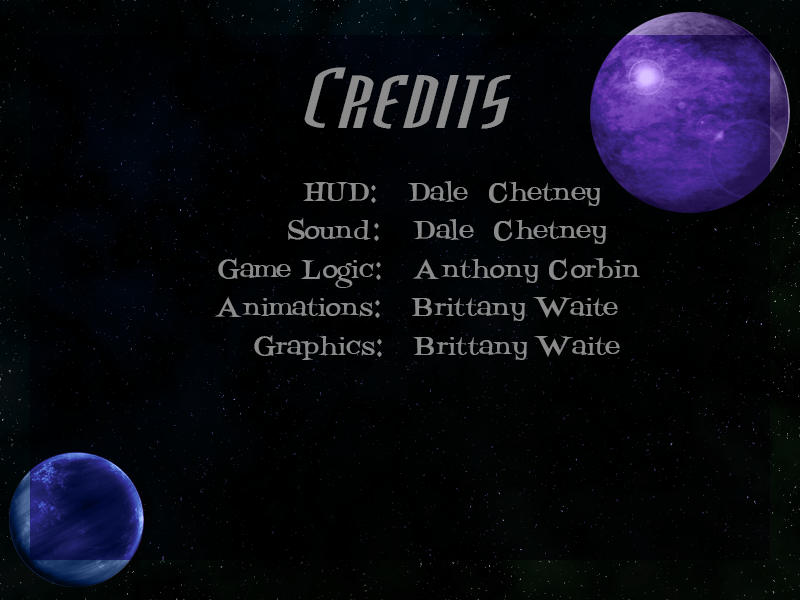 Credits
HUD: Dale Chetney
Sound: Dale Chetney
Game Logic: Anthony Corbin
Animations: Brittany Waite
Graphics: Brittany Waite